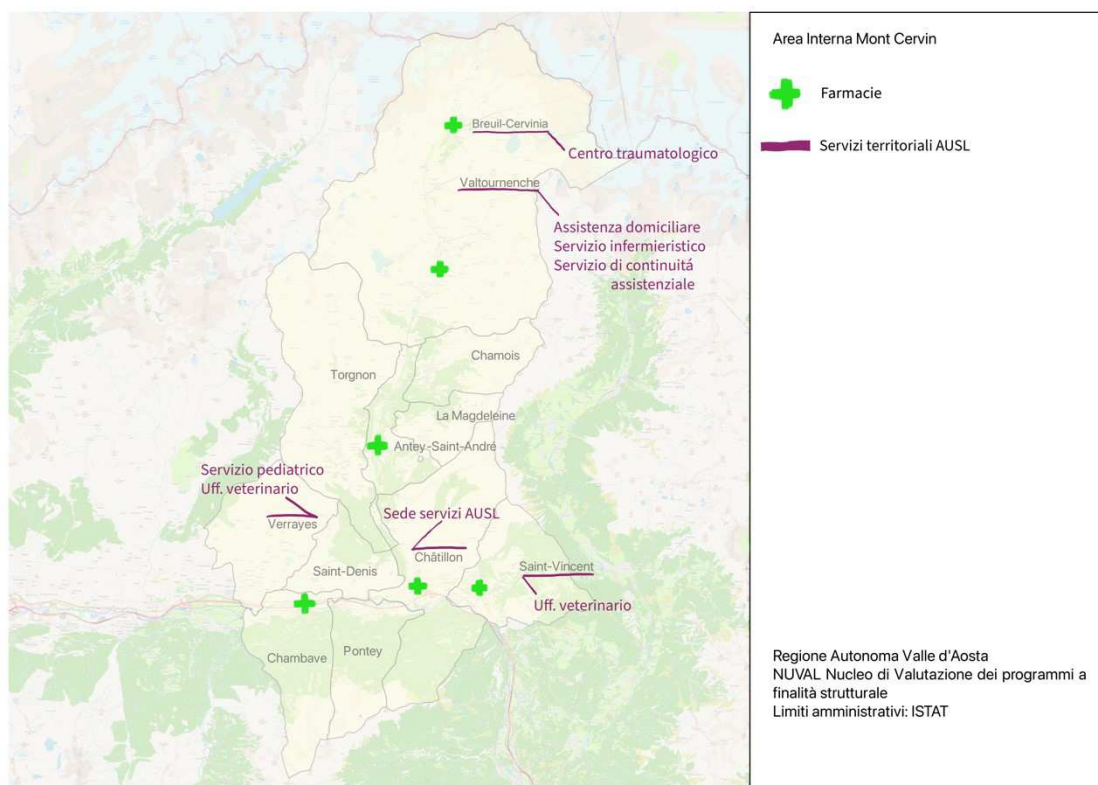 Area Interna Mont Cervin
Farmacie
Servizi territoriali AUSL
Breuil-Cervinia
Centro traumatologico
Valtournenche
Assistenza domiciliare
Servizio infermieristico
Servizio di continuitá
assistenziale
Chamois
Torgnon
La Magdeleine
Antey-Saint-André
Servizio pediatrico
Uff. veterinario
Verrayes
Sede servizi AUSL
Châtillon
Saint-Denis
Saint-Vincent
Uff. veterinario
Chambave
Pontey
Regione Autonoma Valle d'Aosta
NUVAL Nucleo di Valutazione dei programmi a
finalità strutturale
Limiti amministrativi: ISTAT